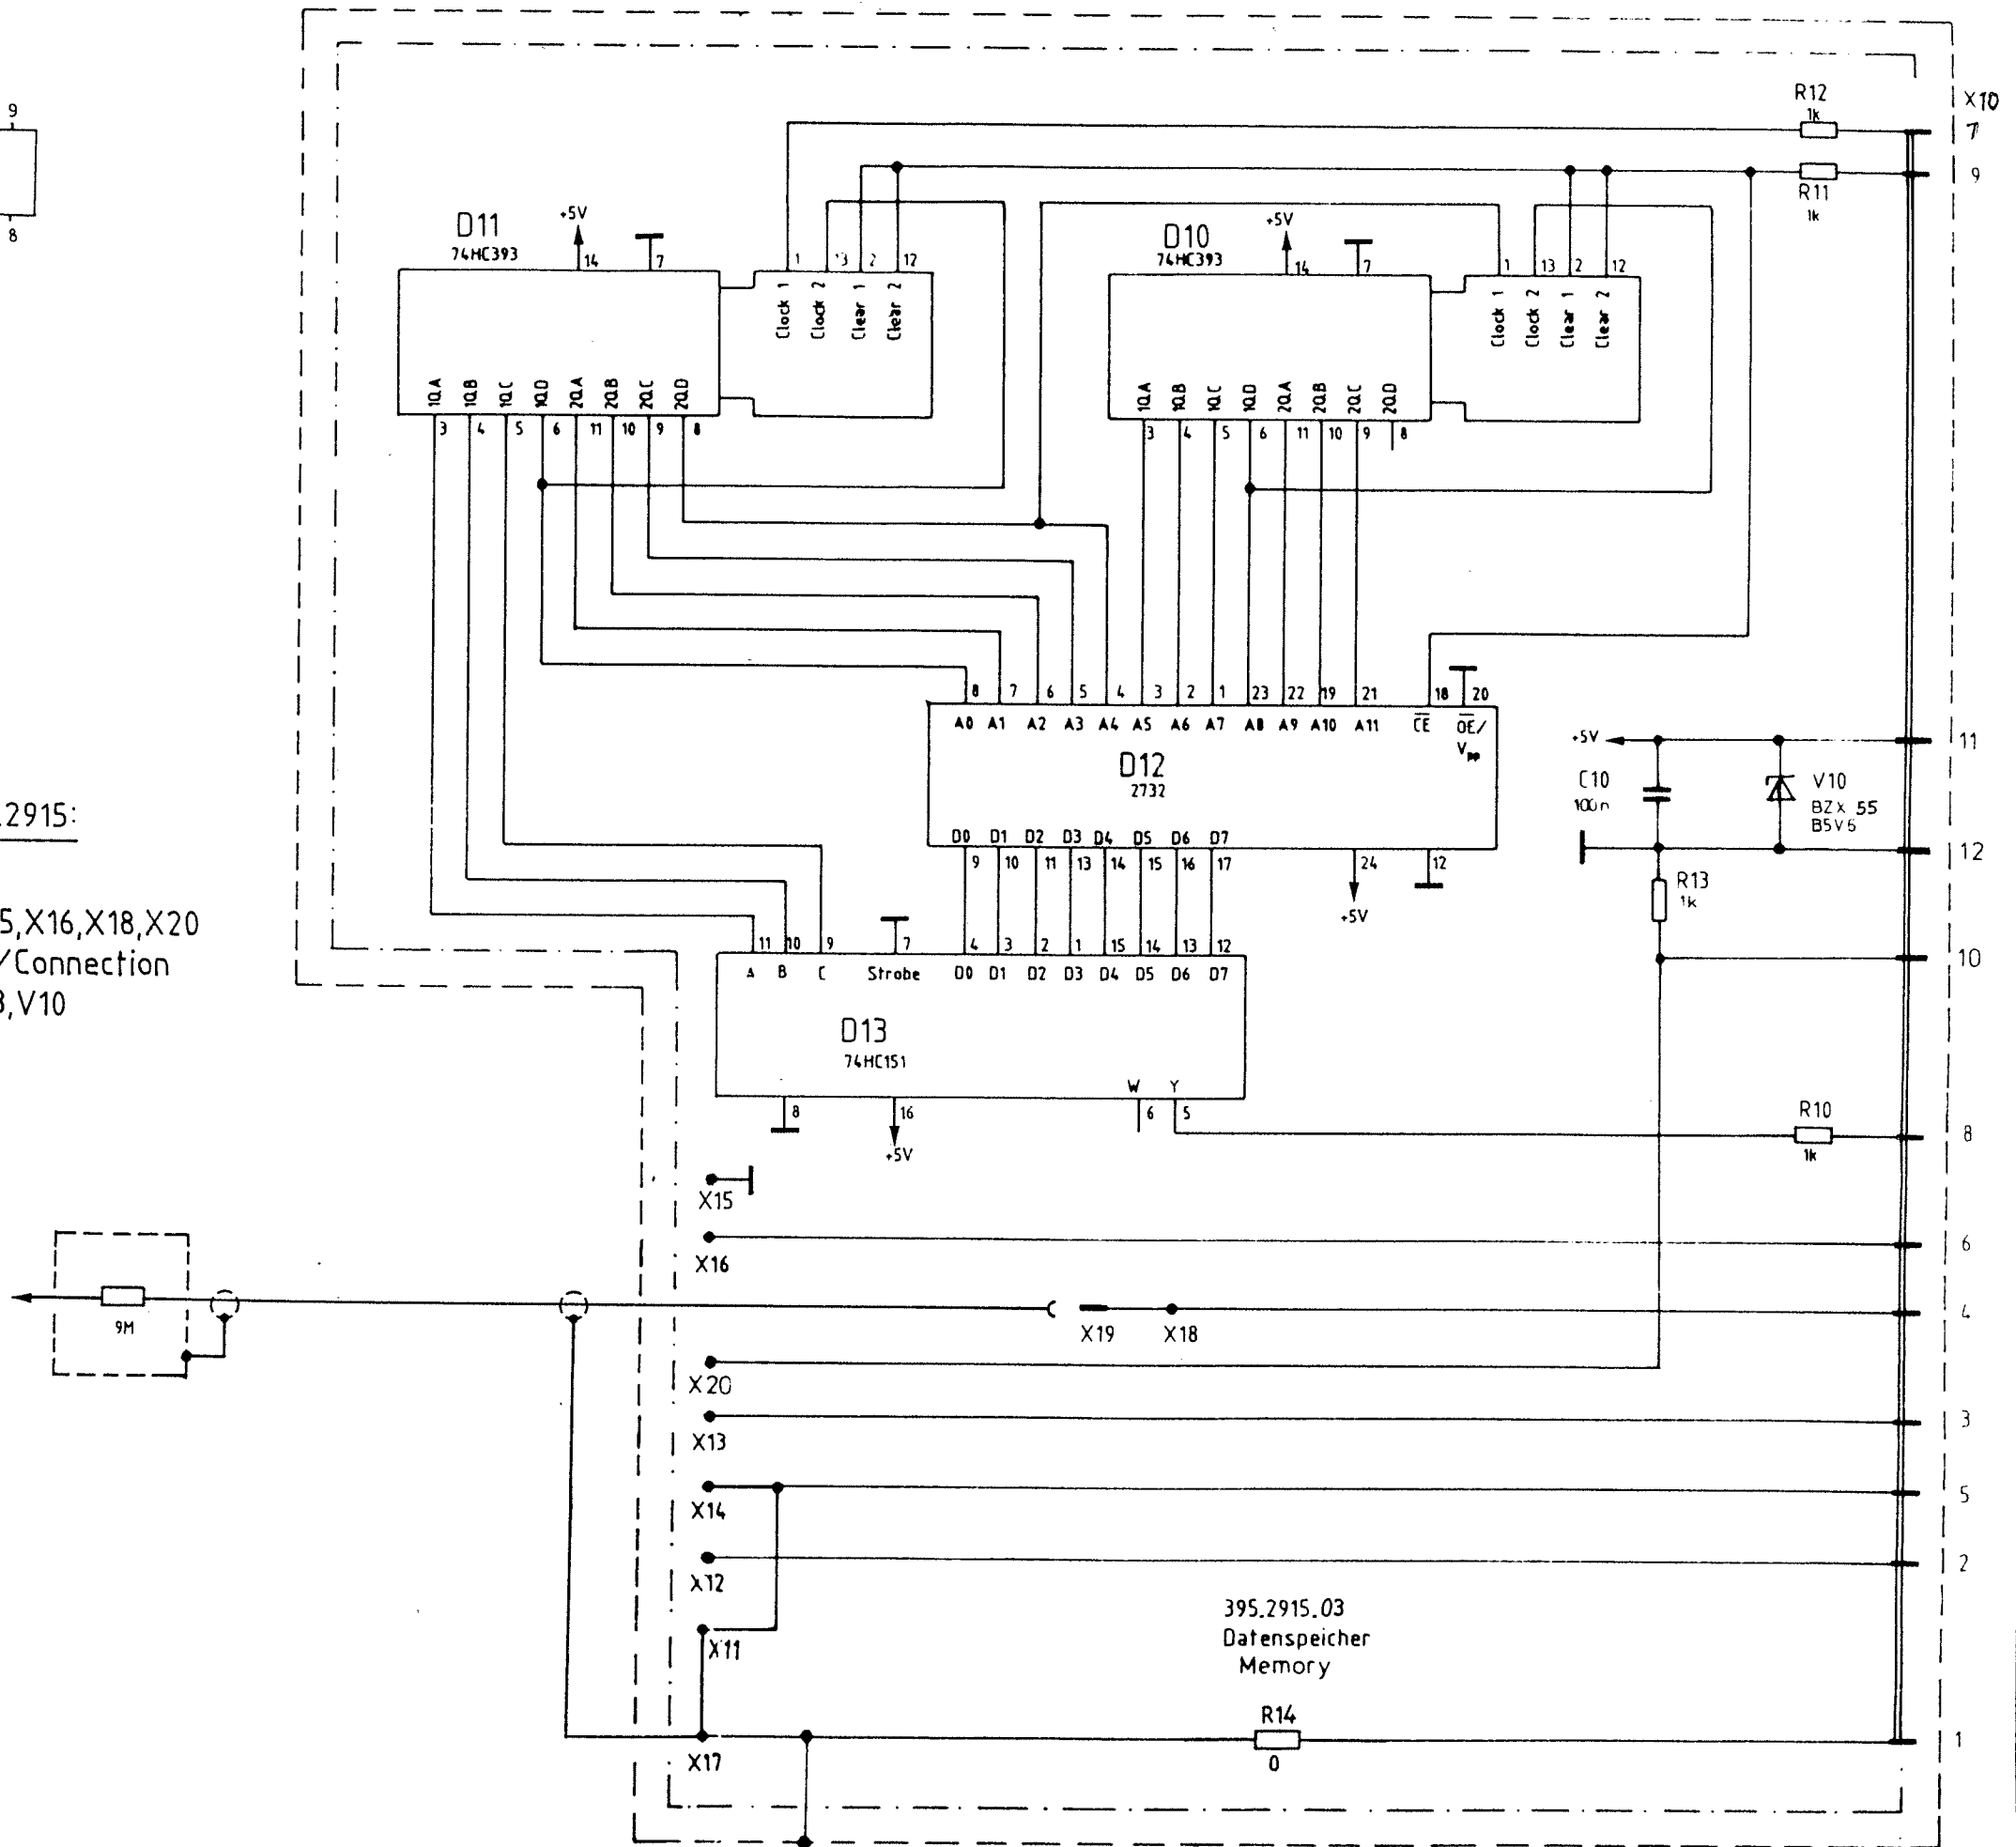 9
8
.2915:
5,X16,X18,X20
/Connection
3,V10
R12
1k
X10
7
9
R11
1k
D11
74HC393
+5V
14
7
1
13
2
12
Clock 1
Clock 2
Clear 1
Clear 2
1QA
1QB
1QC
1QD
2QA
2QB
2QC
2QD
3
4
5
6
11
10
9
8
D10
74HC393
+5V
14
7
1
13
2
12
Clock 1
Clock 2
Clear 1
Clear 2
1QA
1QB
1QC
1QD
2QA
2QB
2QC
2QD
3
4
5
6
11
10
9
8
8
7
6
5
4
3
2
1
23
22
19
21
18
20
A0
A1
A2
A3
A4
A5
A6
A7
A8
A9
A10
A11
CE
OE/
Vpp
D12
2732
D0
D1
D2
D3
D4
D5
D6
D7
9
10
11
13
14
15
16
17
24
12
+5V
+5V
11
C10
100n
V10
BZX 55
B5V6
12
R13
1k
10
11
10
9
7
4
3
2
1
15
14
13
12
A
B
C
Strobe
D0
D1
D2
D3
D4
D5
D6
D7
D13
74HC151
W
Y
8
16
6
5
+5V
R10
1k
8
X15
X16
6
9M
X19
X18
4
X20
X13
3
X14
5
X12
2
X11
395.2915.03
Datenspeicher
Memory
R14
0
X17
1